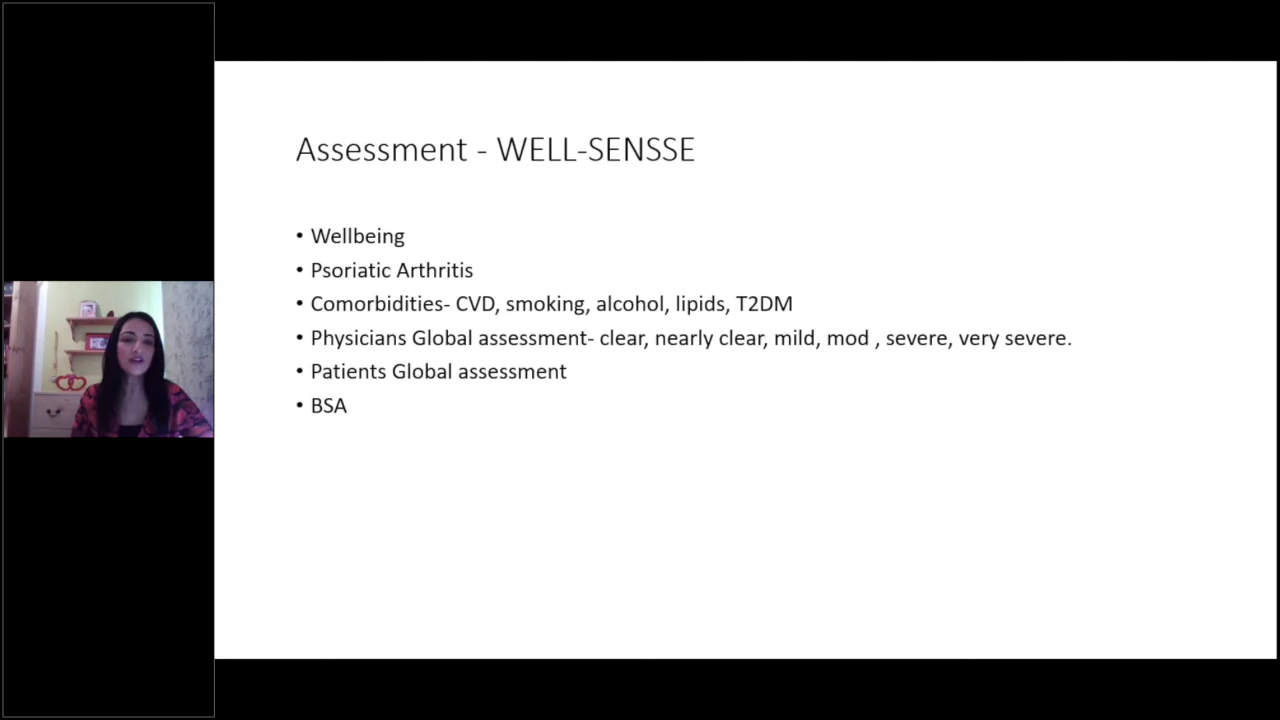 Assessment - WELL-SENSSE
• Wellbeing
• Psoriatic Arthritis
• Comorbidities- CVD, smoking, alcohol, lipids, T2DM
• Physicians Global assessment- clear, nearly clear, mild, mod , severe, very severe.
• Patients Global assessment
• BSA